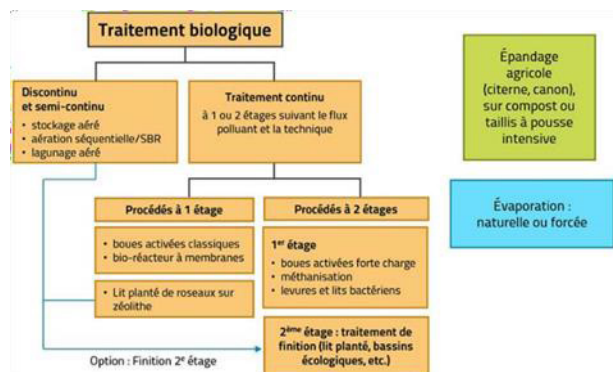 Traitement biologique
Discontinu
et semi-continu
• stockage aéré
• aération séquentielle/SBR
• lagunage aéré
Traitement continu
à 1 ou 2 étages suivant le flux
polluant et la technique
Procédés à 1 étage
• boues activées classiques
• bio-réacteur à membranes
• Lit planté de roseaux sur
zéolithe
Procédés à 2 étages
1er étage
• boues activées forte charge
• méthanisation
• levures et lits bactériens
2ème étage : traitement de
finition (lit planté, bassins
écologiques, etc.)
Option : Finition 2e étage
Épandage
agricole
(citerne, canon),
sur compost ou
taillis à pousse
intensive
Évaporation :
naturelle ou forcée